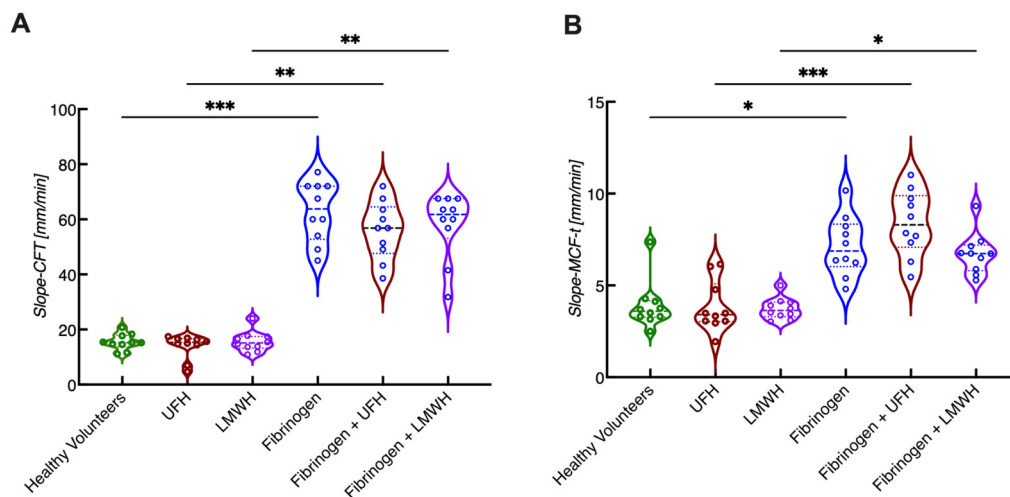 A
**
**
***
100
80
60
40
20
0
Slope-CFT [mm/min]
Healthy Volunteers
UFH
LMWH
Fibrinogen
Fibrinogen + UFH
Fibrinogen + LMWH
B
*
***
*
15
10
5
0
Slope-MCF-t [mm/min]
Healthy Volunteers
UFH
LMWH
Fibrinogen
Fibrinogen + UFH
Fibrinogen + LMWH